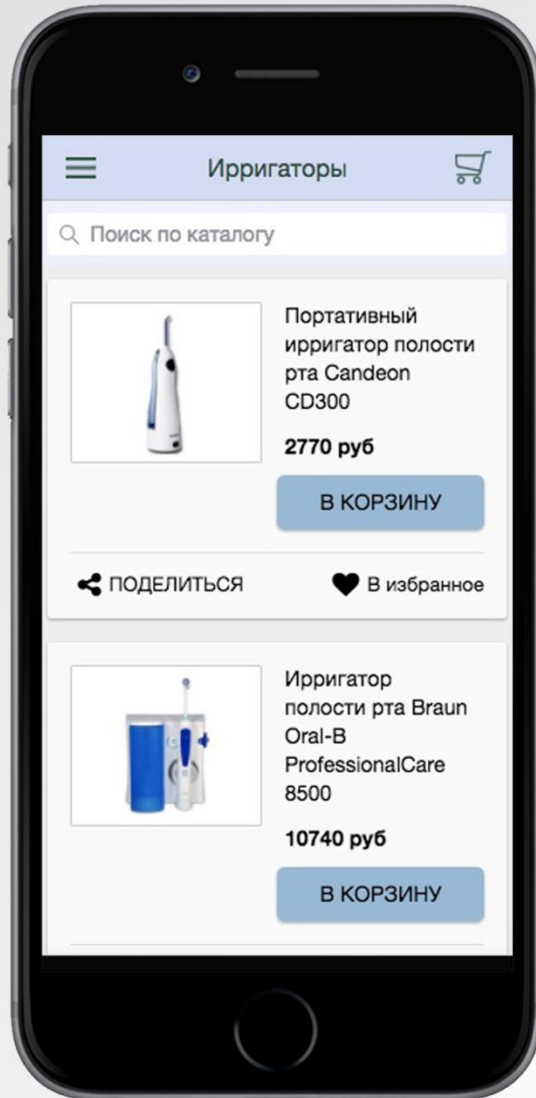 Ирригаторы
Поиск по каталогу
Портативный
ирригатор полости
рта Candeon
CD300
2770 руб
В КОРЗИНУ
ПОДЕЛИТЬСЯ
В избранное
Ирригатор
полости рта Braun
Oral-B
ProfessionalCare
8500
10740 руб
В КОРЗИНУ